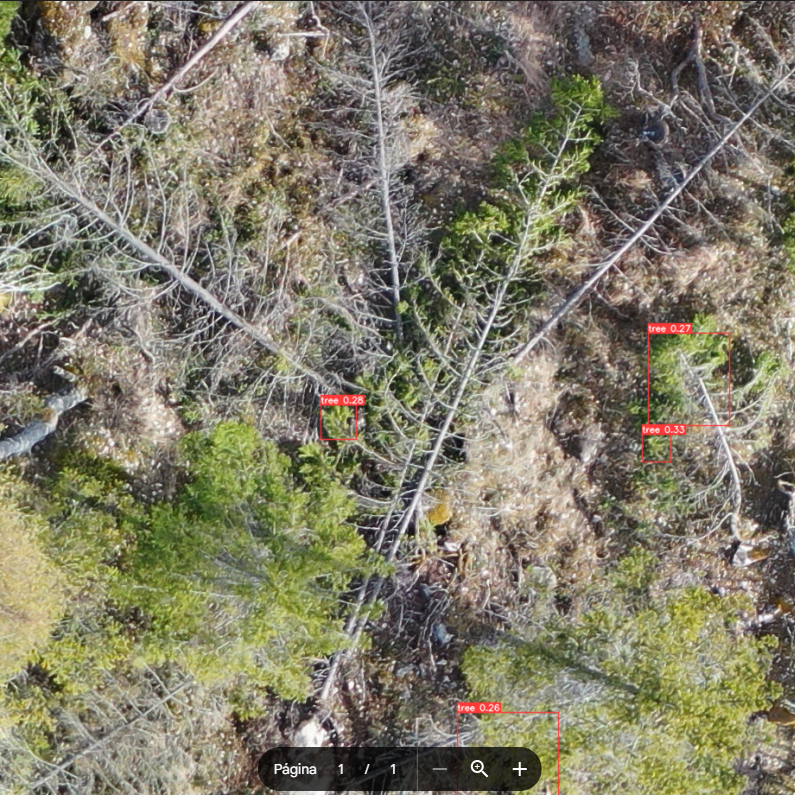 tree 0.27
tree 0.28
tree 0.33
tree 0.26
Página 1 / 1